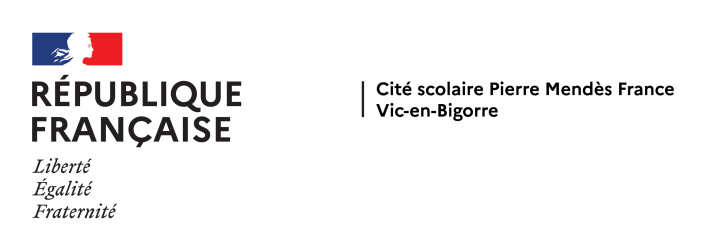 RÉPUBLIQUE
FRANÇAISE
Liberté
Égalité
Fraternité
Cité scolaire Pierre Mendès France
Vic-en-Bigorre